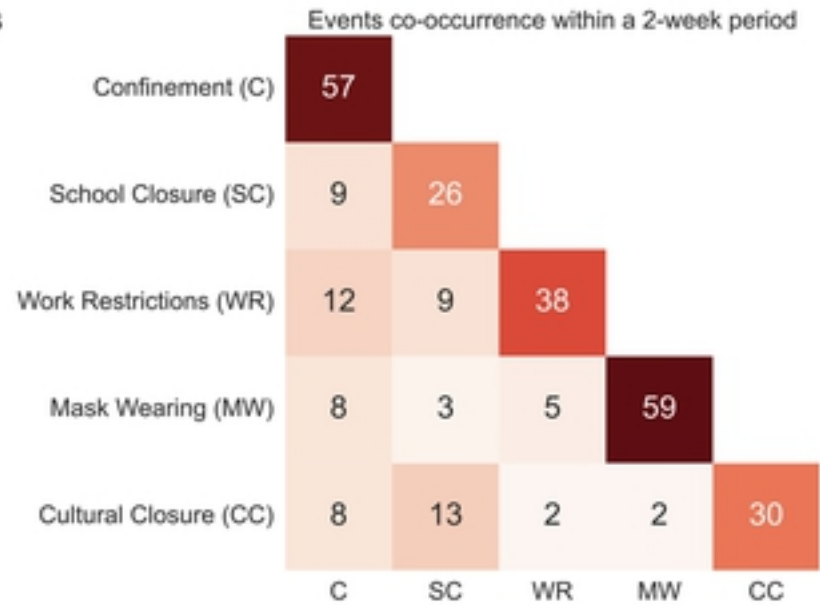 Events co-occurrence within a 2-week period
Confinement (C) 57
School Closure (SC) 9 26
Work Restrictions (WR) 12 9 38
Mask Wearing (MW) 8 3 5 59
Cultural Closure (CC) 8 13 2 2 30
C SC WR MW CC